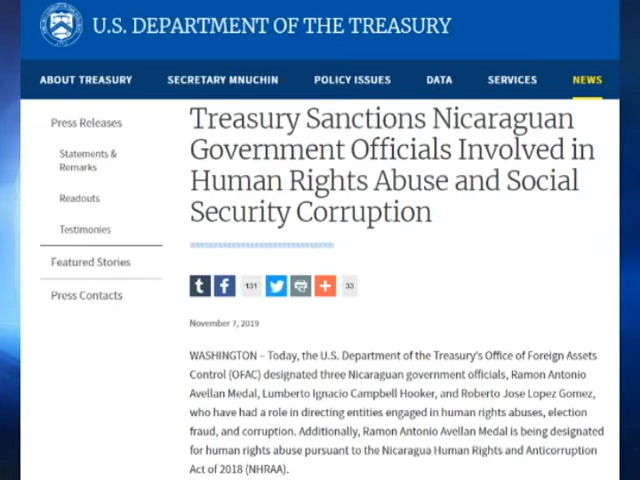 U.S. DEPARTMENT OF THE TREASURY
ABOUT TREASURY SECRETARY MNUCHIN POLICY ISSUES DATA SERVICES NEWS
Press Releases
Statements &
Remarks
Readouts
Testimonies
Featured Stories
Press Contacts
Treasury Sanctions Nicaraguan
Government Officials Involved in
Human Rights Abuse and Social
Security Corruption
t f 131 33
November 7, 2019
WASHINGTON – Today, the U.S. Department of the Treasury's Office of Foreign Assets
Control (OFAC) designated three Nicaraguan government officials, Ramon Antonio
Avellan Medal, Lumberto Ignacio Campbell Hooker, and Roberto Jose Lopez Gomez,
who have had a role in directing entities engaged in human rights abuses, election
fraud, and corruption. Additionally, Ramon Antonio Avellan Medal is being designated
for human rights abuse pursuant to the Nicaragua Human Rights and Anticorruption
Act of 2018 (NHRAA).